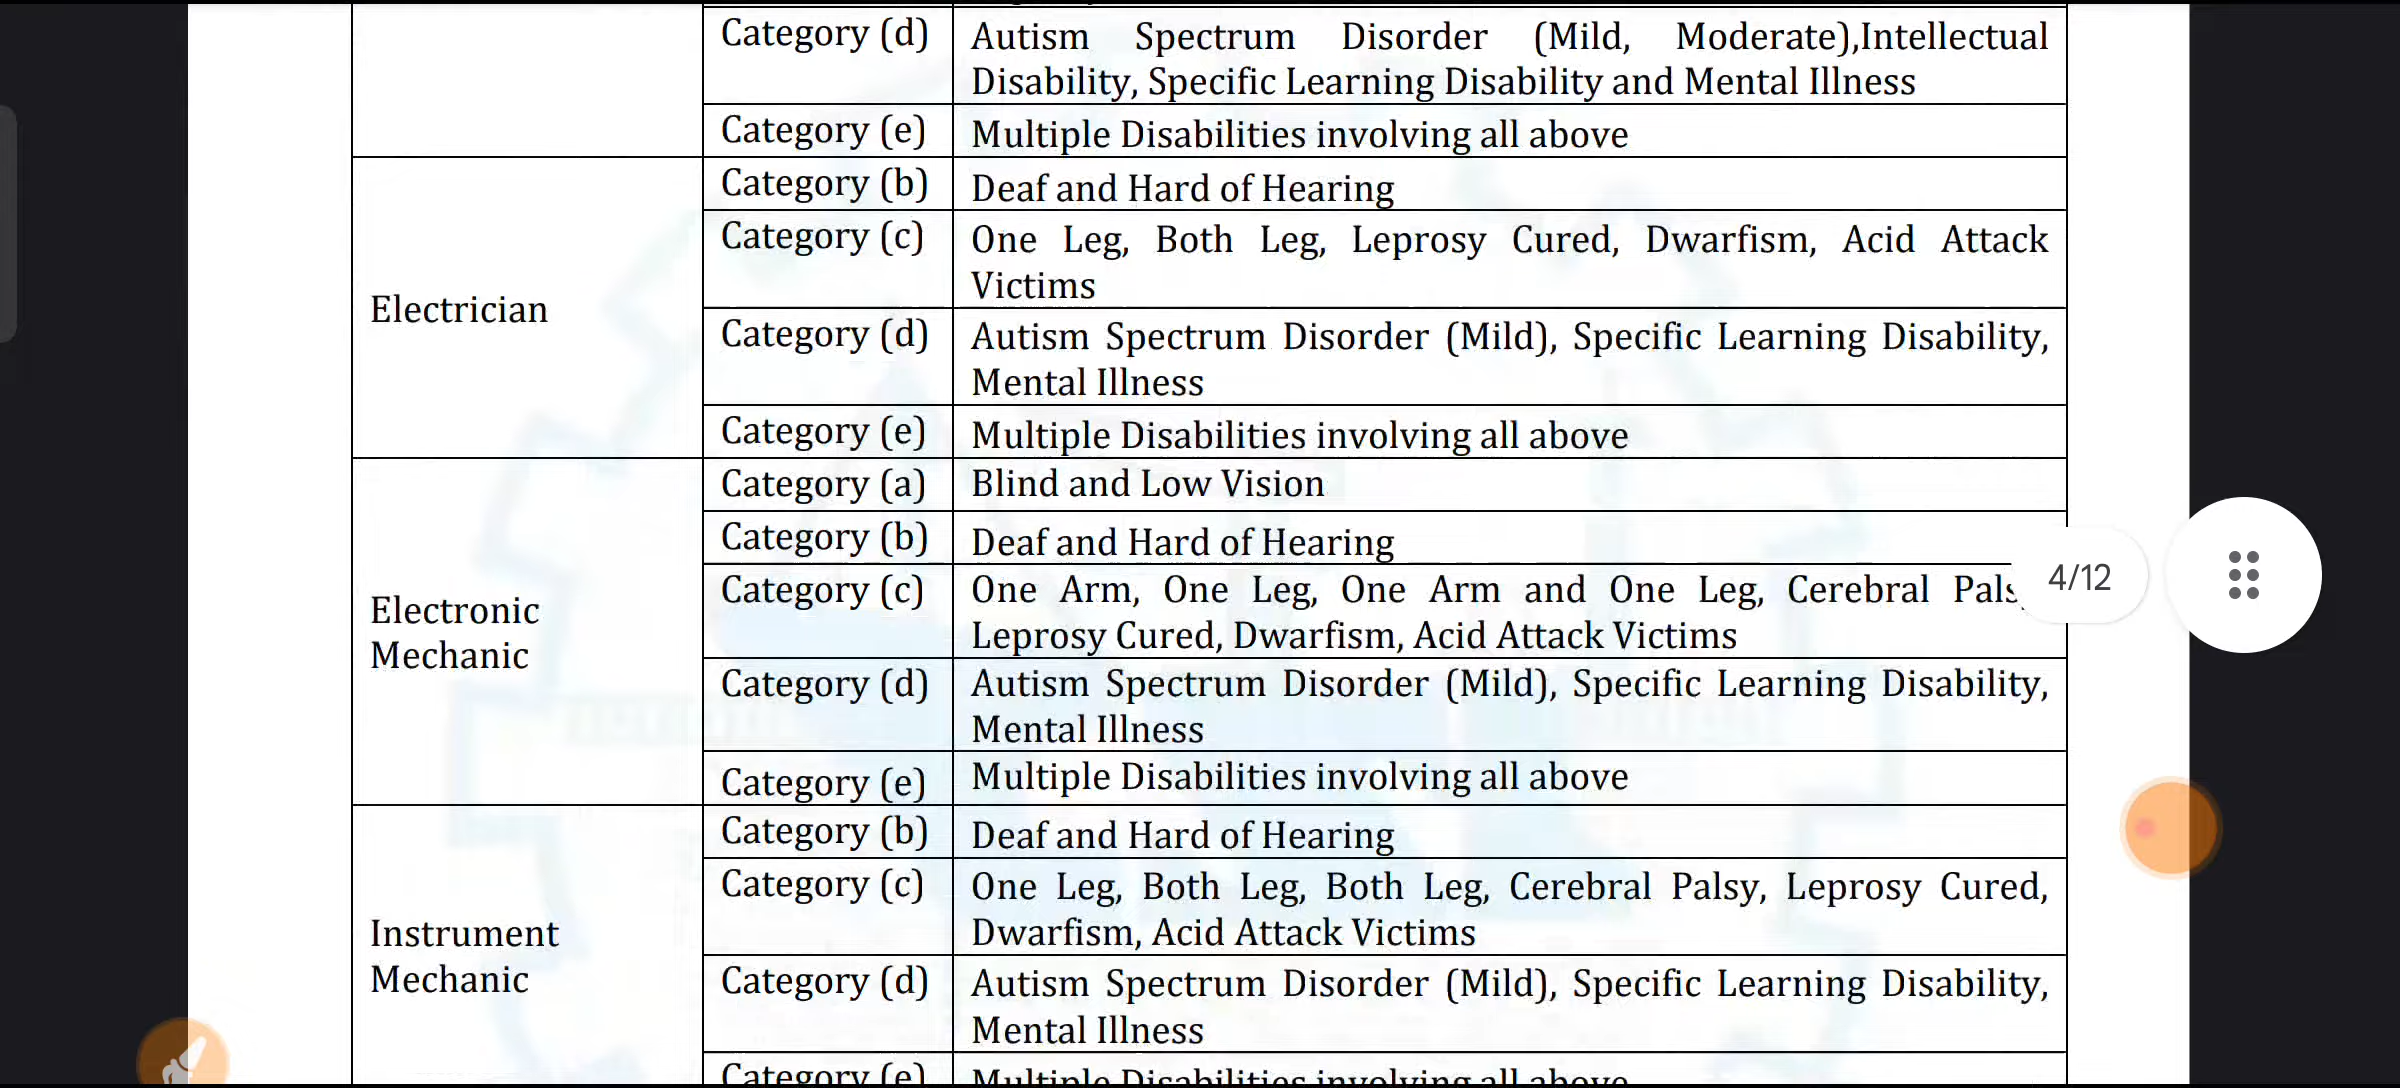 Category (d)
Autism Spectrum Disorder (Mild, Moderate),Intellectual
Disability, Specific Learning Disability and Mental Illness
Category (e)
Multiple Disabilities involving all above
Electrician
Category (b)
Deaf and Hard of Hearing
Category (c)
One Leg, Both Leg, Leprosy Cured, Dwarfism, Acid Attack
Victims
Category (d)
Autism Spectrum Disorder (Mild), Specific Learning Disability,
Mental Illness
Category (e)
Multiple Disabilities involving all above
Electronic
Mechanic
Category (a)
Blind and Low Vision
Category (b)
Deaf and Hard of Hearing
Category (c)
One Arm, One Leg, One Arm and One Leg, Cerebral
Leprosy Cured, Dwarfism, Acid Attack Victims
Category (d)
Autism Spectrum Disorder (Mild), Specific Learning Disability,
Mental Illness
Category (e)
Multiple Disabilities involving all above
4/12
Instrument
Mechanic
Category (b)
Deaf and Hard of Hearing
Category (c)
One Leg, Both Leg, Both Leg, Cerebral Palsy, Leprosy Cured,
Dwarfism, Acid Attack Victims
Category (d)
Autism Spectrum Disorder (Mild), Specific Learning Disability,
Mental Illness
Category (e)
Multiple Disabilities involving all above